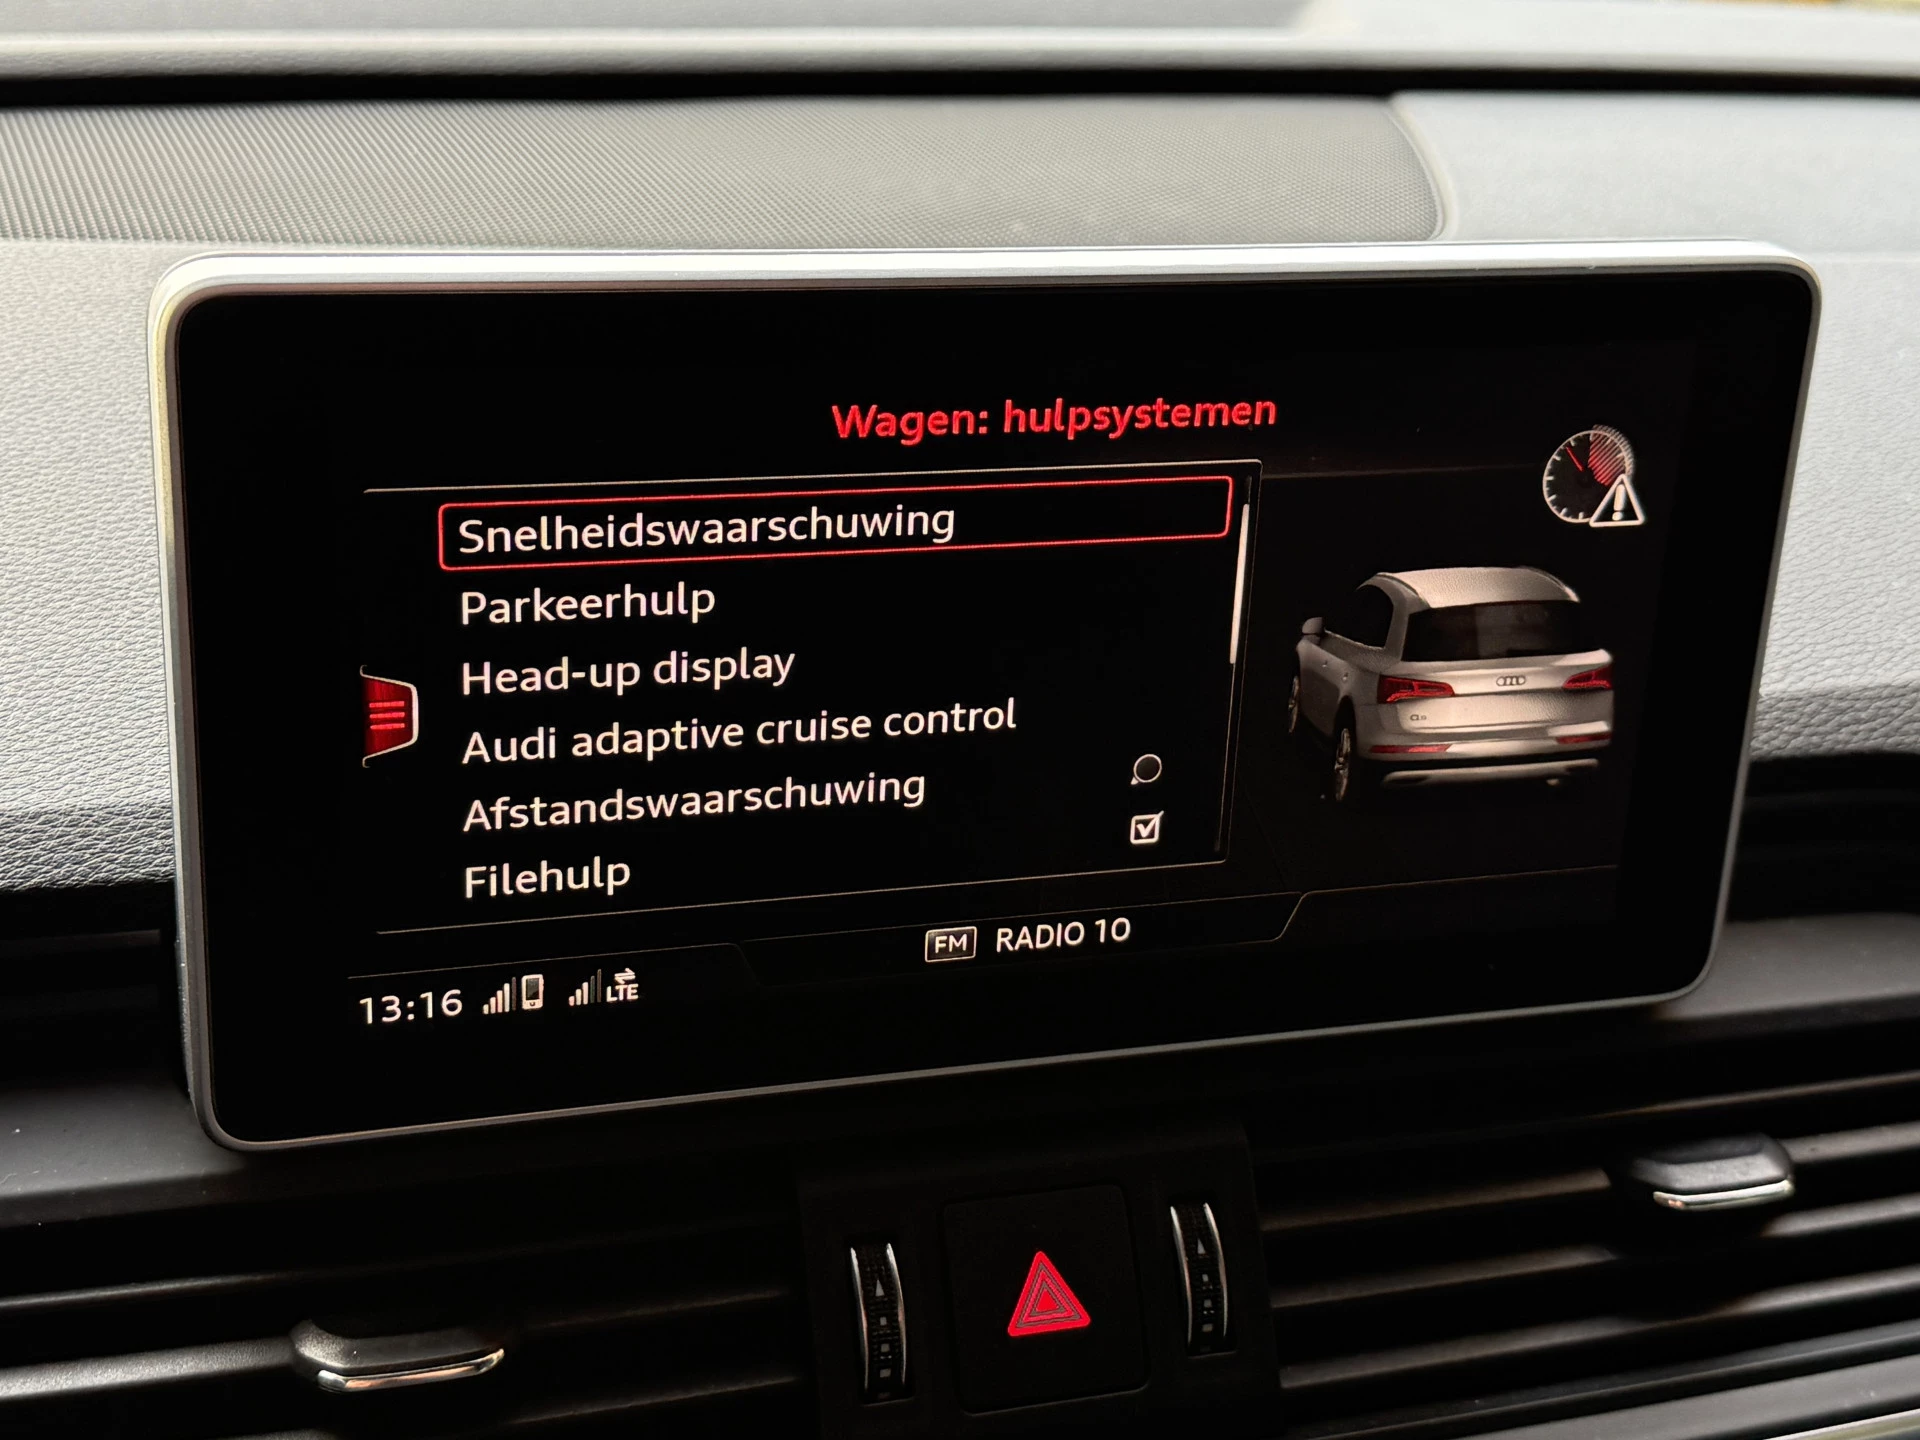 Wagen: hulpsystemen
Snelheidswaarschuwing
Parkeerhulp
Head-up display
Audi adaptive cruise control
Afstandswaarschuwing
Filehulp
FM RADIO 10
13:16 LTE